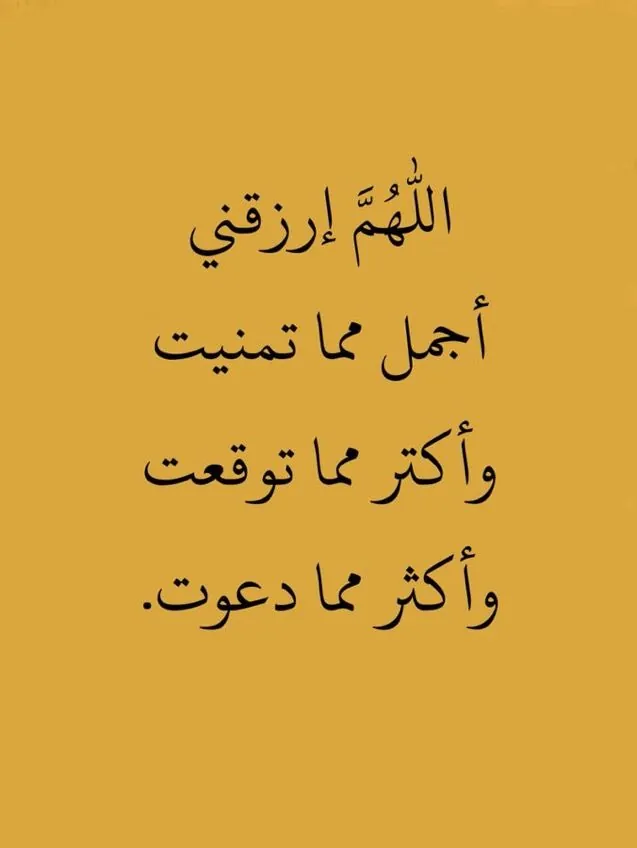 اللّٰهُمَّ إرزقني
أجمل مما تمنيت
وأكتر مما توقعت
وأكثر مما دعوت.